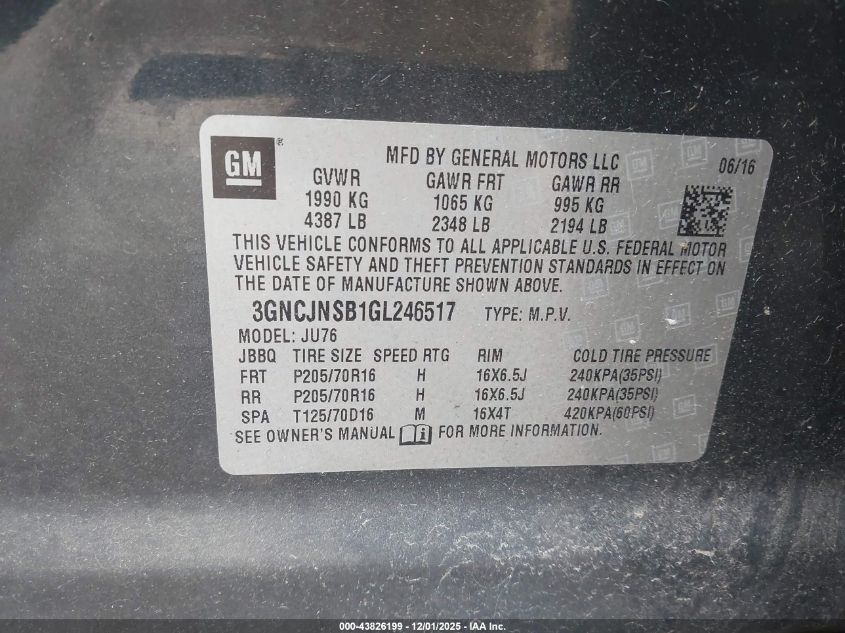 GM ®
MFD BY GENERAL MOTORS LLC 06/16
GVWR GAWR FRT GAWR RR
1990 KG 1065 KG 995 KG
4387 LB 2348 LB 2194 LB
THIS VEHICLE CONFORMS TO ALL APPLICABLE U.S. FEDERAL MOTOR
VEHICLE SAFETY AND THEFT PREVENTION STANDARDS IN EFFECT ON
THE DATE OF MANUFACTURE SHOWN ABOVE.
3GNCJNSB1GL246517 TYPE: M.P.V.
MODEL: JU76
JBBQ TIRE SIZE SPEED RTG RIM COLD TIRE PRESSURE
FRT P205/70R16 H 16X6.5J 240KPA(35PSI)
RR P205/70R16 H 16X6.5J 240KPA(35PSI)
SPA T125/70D16 M 16X4T 420KPA(60PSI)
SEE OWNER'S MANUAL FOR MORE INFORMATION.
000-43826199 - 12/01/2025 - IAA Inc.